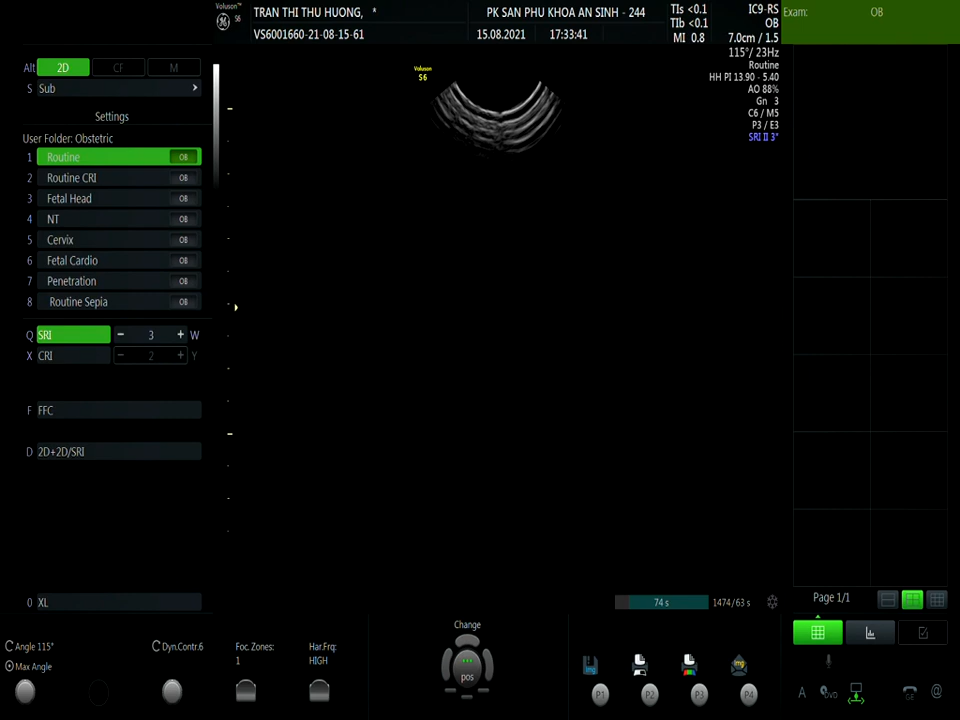 Voluson™
S6
TRAN THI THU HUONG, *
PK SAN PHU KHOA AN SINH - 244
VS6001660-21-08-15-61
15.08.2021
17:33:41
TIs <0.1
TIb <0.1
MI 0.8
IC9-RS
OB
7.0cm / 1.5
115°/ 23Hz
Routine
HH PI 13.90 - 5.40
AO 88%
Gn 3
C6 / M5
P3 / E3
SRI II 3*
Exam: OB
Voluson
S6
Alt 2D CF M
S Sub >
Settings
User Folder: Obstetric
1 Routine OB
2 Routine CRI OB
3 Fetal Head OB
4 NT OB
5 Cervix OB
6 Fetal Cardio OB
7 Penetration OB
8 Routine Sepia OB
Q SRI - 3 + W
X CRI - 2 + Y
F FFC
D 2D+2D/SRI
0 XL
74 s
1474/63 s
Page 1/1
Angle 115°
Max Angle
Dyn.Contr.6
Foc. Zones:
1
Har.Frq:
HIGH
Change
pos
img
img
P1
P2
P3
P4
A
DVD
GE
@